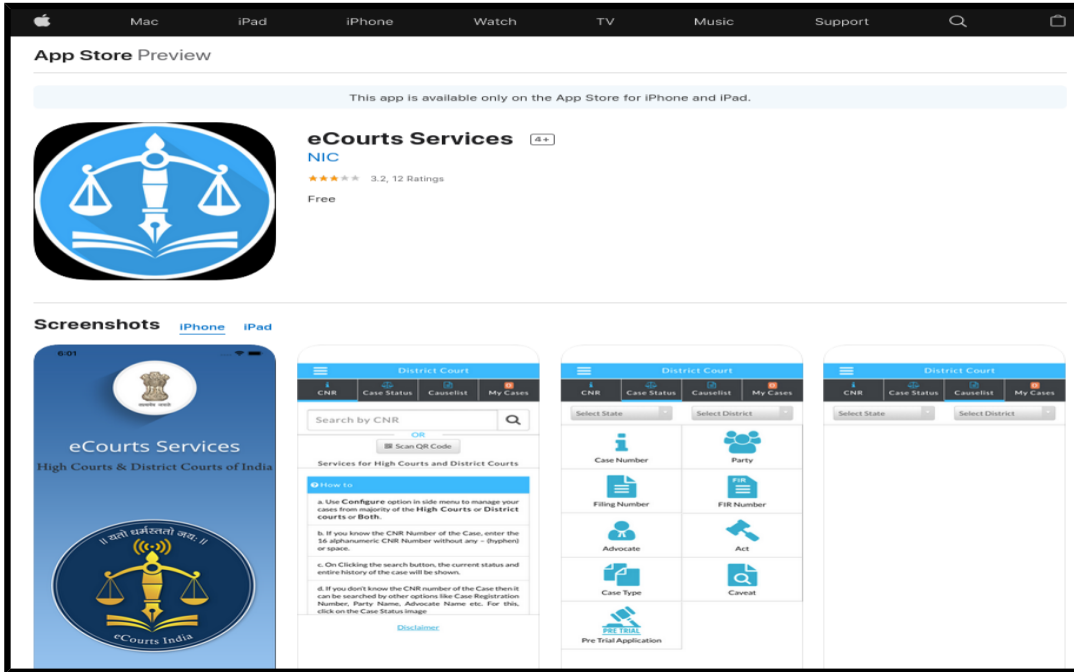 Mac iPad iPhone Watch TV Music Support
App Store Preview
This app is available only on the App Store for iPhone and iPad.
eCourts Services 4+
NIC
3.2, 12 Ratings
Free
Screenshots iPhone iPad
6:01
eCourts Services
High Courts & District Courts of India
॥ यतो धर्मस्ततो जयः ॥
eCourts India
District Court
CNR Case Status Causelist My Cases
Search by CNR
OR
Scan QR Code
Services for High Courts and District Courts
How to
a. Use Configure option in side menu to manage your
cases from majority of the High Courts or District
courts or Both.
b. If you know the CNR Number of the Case, enter the
16 alphanumeric CNR Number without any - (hyphen)
or space.
c. On Clicking the search button, the current status and
entire history of the case will be shown.
d. If you don't know the CNR number of the Case then it
can be searched by other options like Case Registration
Number, Party Name, Advocate Name etc. For this,
click on the Case Status image
Disclaimer
District Court
CNR Case Status Causelist My Cases
Select State Select District
Case Number Party
FIR
Filing Number FIR Number
Advocate Act
Case Type Caveat
PRE TRIAL
Pre Trial Application
District Court
CNR Case Status Causelist My Cases
Select State Select District